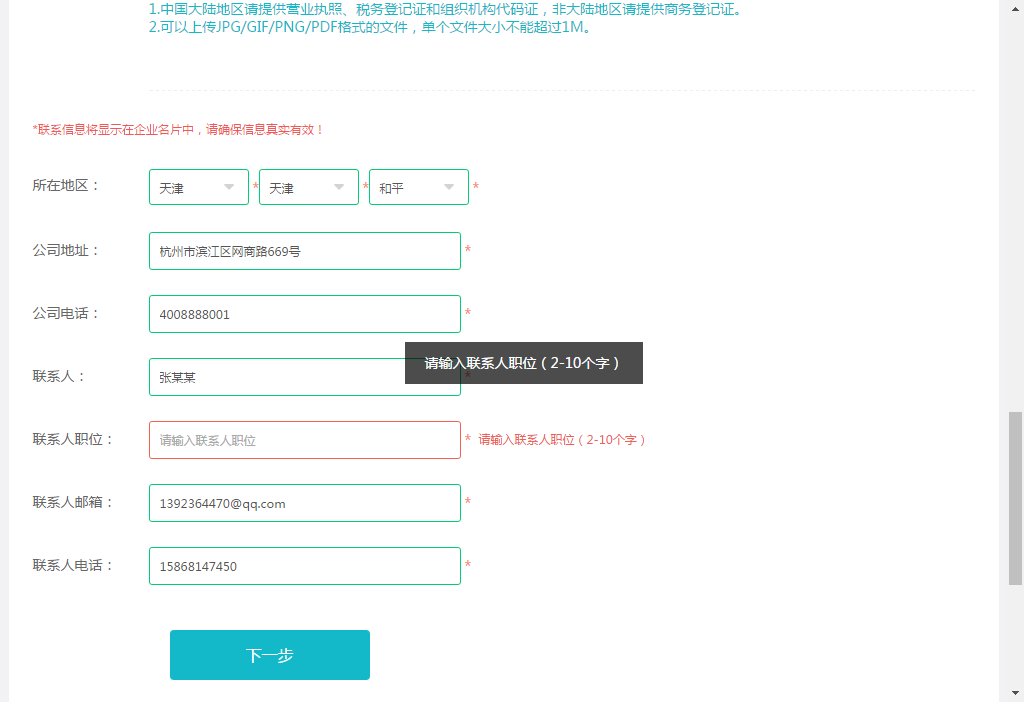 1.中国大陆地区请提供营业执照、税务登记证和组织机构代码证，非大陆地区请提供商务登记证。
2.可以上传JPG/GIF/PNG/PDF格式的文件，单个文件大小不能超过1M。
*联系信息将显示在企业名片中，请确保信息真实有效！
所在地区： 天津 * 天津 * 和平 *
公司地址： 杭州市滨江区网商路669号 *
公司电话： 4008888001 *
请输入联系人职位（2-10个字）
联系人： 张某某 *
联系人职位： 请输入联系人职位 * 请输入联系人职位（2-10个字）
联系人邮箱： 1392364470@qq.com *
联系人电话： 15868147450 *
下一步